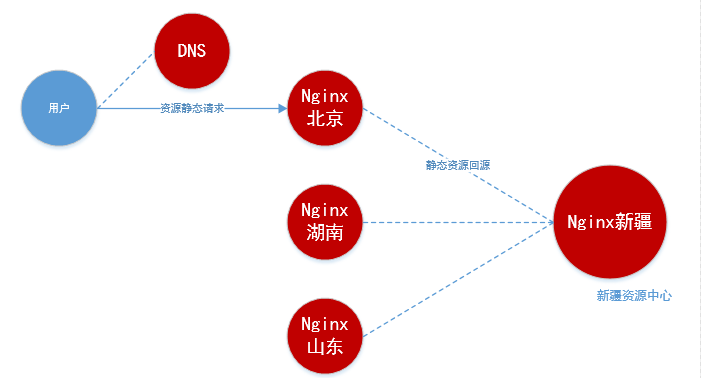 DNS
用户
资源静态请求
Nginx
北京
静态资源回源
Nginx
湖南
Nginx新疆
新疆资源中心
Nginx
山东